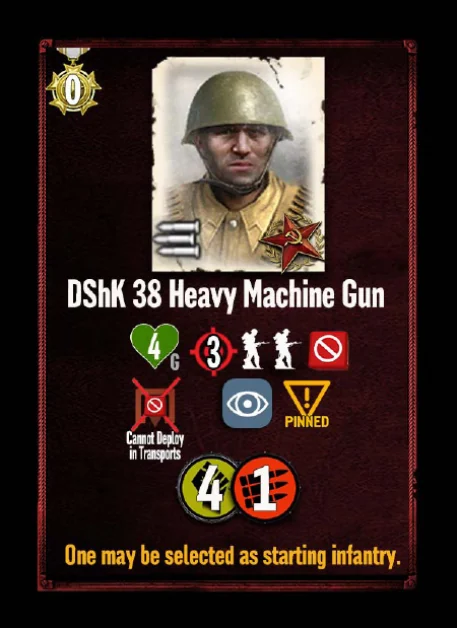 0
DShK 38 Heavy Machine Gun
4 G 3
Cannot Deploy
in Transports
PINNED
4 1
One may be selected as starting infantry.